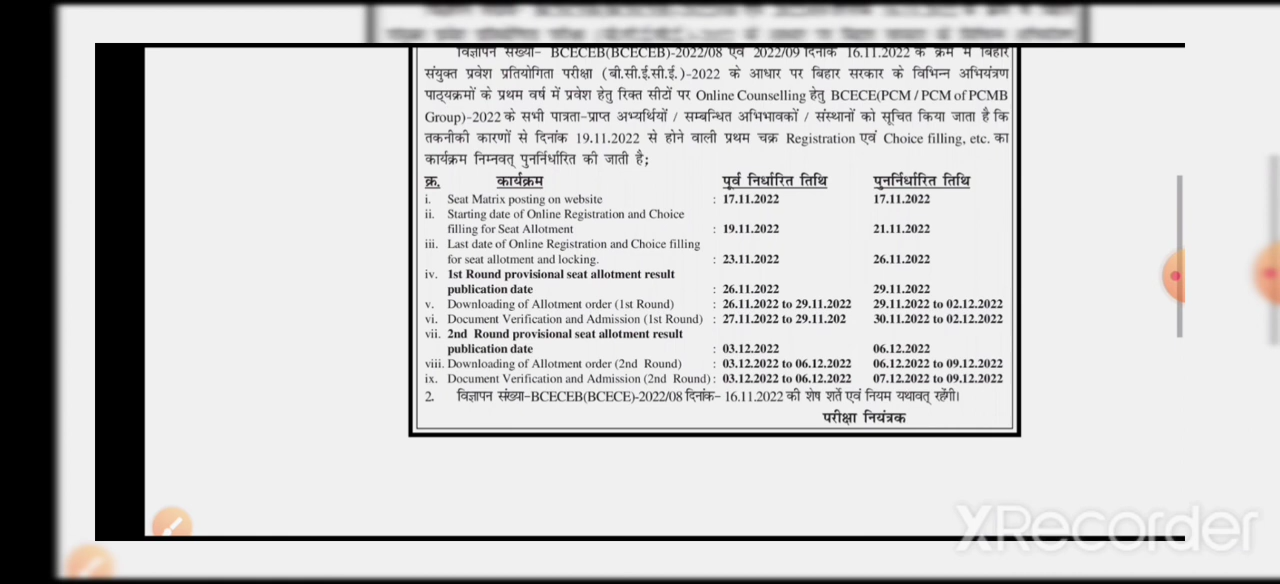 विज्ञापन संख्या– BCECEB(BCECEB)-2022/08 एवं 2022/09 दिनांक 16.11.2022 के क्रम में बिहार
संयुक्त प्रवेश प्रतियोगिता परीक्षा (बी.सी.ई.सी.ई.)-2022 के आधार पर बिहार सरकार के विभिन्न अभियंत्रण
पाठ्यक्रमों के प्रथम वर्ष में प्रवेश हेतु रिक्त सीटों पर Online Counselling हेतु BCECE(PCM / PCM of PCMB
Group)-2022 के सभी पात्रता-प्राप्त अभ्यर्थियों / सम्बन्धित अभिभावकों / संस्थानों को सूचित किया जाता है कि
तकनीकी कारणों से दिनांक 19.11.2022 से होने वाली प्रथम चक्र Registration एवं Choice filling, etc. का
कार्यक्रम निम्नवत् पुनर्निर्धारित की जाती है;
क्र. कार्यक्रम पूर्व निर्धारित तिथि पुनर्निर्धारित तिथि
i. Seat Matrix posting on website : 17.11.2022 17.11.2022
ii. Starting date of Online Registration and Choice
filling for Seat Allotment : 19.11.2022 21.11.2022
iii. Last date of Online Registration and Choice filling
for seat allotment and locking. : 23.11.2022 26.11.2022
iv. 1st Round provisional seat allotment result
publication date : 26.11.2022 29.11.2022
v. Downloading of Allotment order (1st Round) : 26.11.2022 to 29.11.2022 29.11.2022 to 02.12.2022
vi. Document Verification and Admission (1st Round) : 27.11.2022 to 29.11.202 30.11.2022 to 02.12.2022
vii. 2nd Round provisional seat allotment result
publication date : 03.12.2022 06.12.2022
viii. Downloading of Allotment order (2nd Round) : 03.12.2022 to 06.12.2022 06.12.2022 to 09.12.2022
ix. Document Verification and Admission (2nd Round) : 03.12.2022 to 06.12.2022 07.12.2022 to 09.12.2022
2. विज्ञापन संख्या–BCECEB(BCECE)-2022/08 दिनांक– 16.11.2022 की शेष शर्ते एवं नियम यथावत् रहेंगी।
परीक्षा नियंत्रक
XRecorder